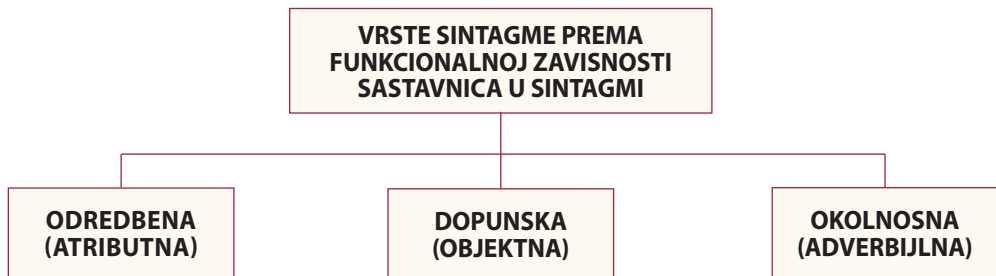 VRSTE SINTAGME PREMA
FUNKCIONALNOJ ZAVISNOSTI
SASTAVNICA U SINTAGMI
ODREDBENA
(ATRIBUTNA)
DOPUNSKA
(OBJEKTNA)
OKOLNOSNA
(ADVERBIJLNA)